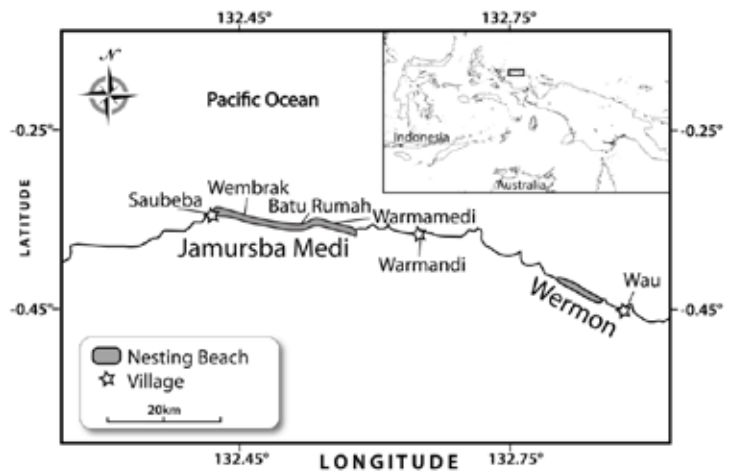 132.45° 132.75°
N
Pacific Ocean
Indonesia
Australia
-0.25° -0.25°
LATITUDE
Saubeba Wembrak
Batu Rumah
Warmamedi
Jamursba Medi
Warmandi
Wau
Wermon
-0.45° -0.45°
Nesting Beach
Village
20km
132.45° LONGITUDE 132.75°